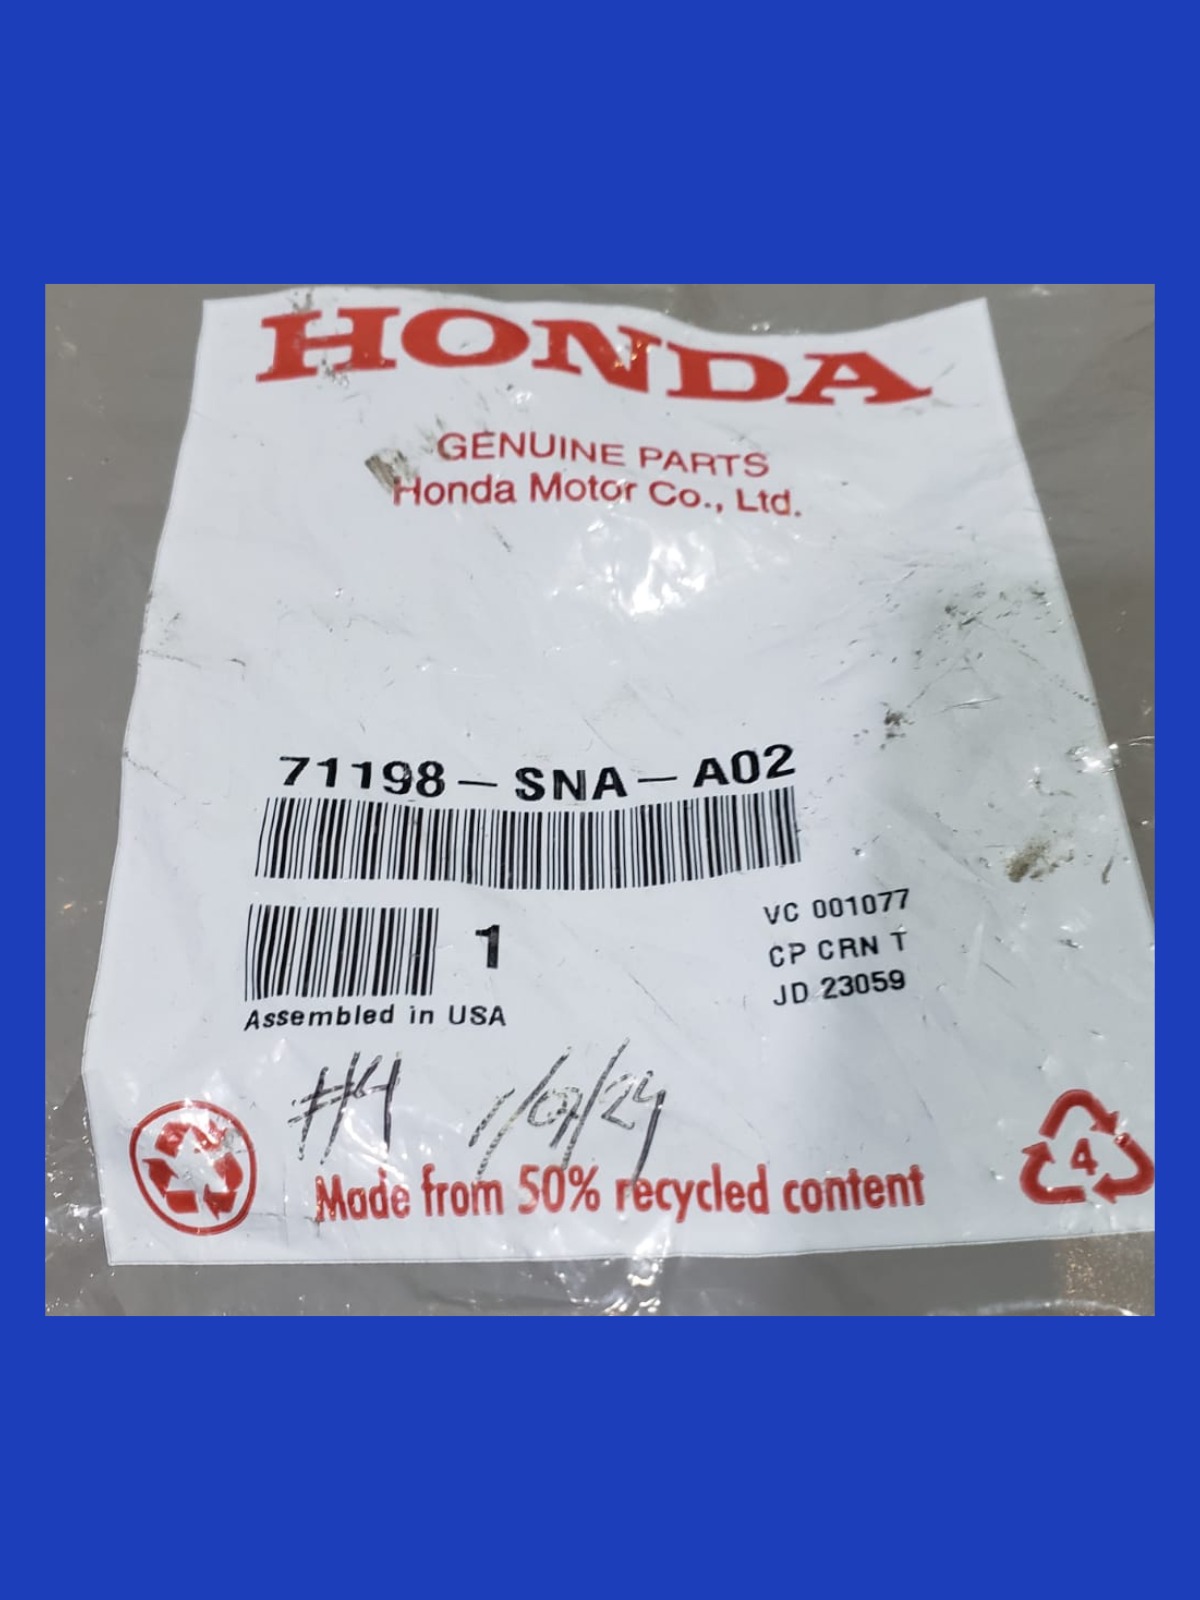 HONDA
GENUINE PARTS
Honda Motor Co., Ltd.
71198-SNA-A02
1
VC 001077
CP CRN T
JD 23059
Assembled in USA
#4
Made from 50% recycled content
4